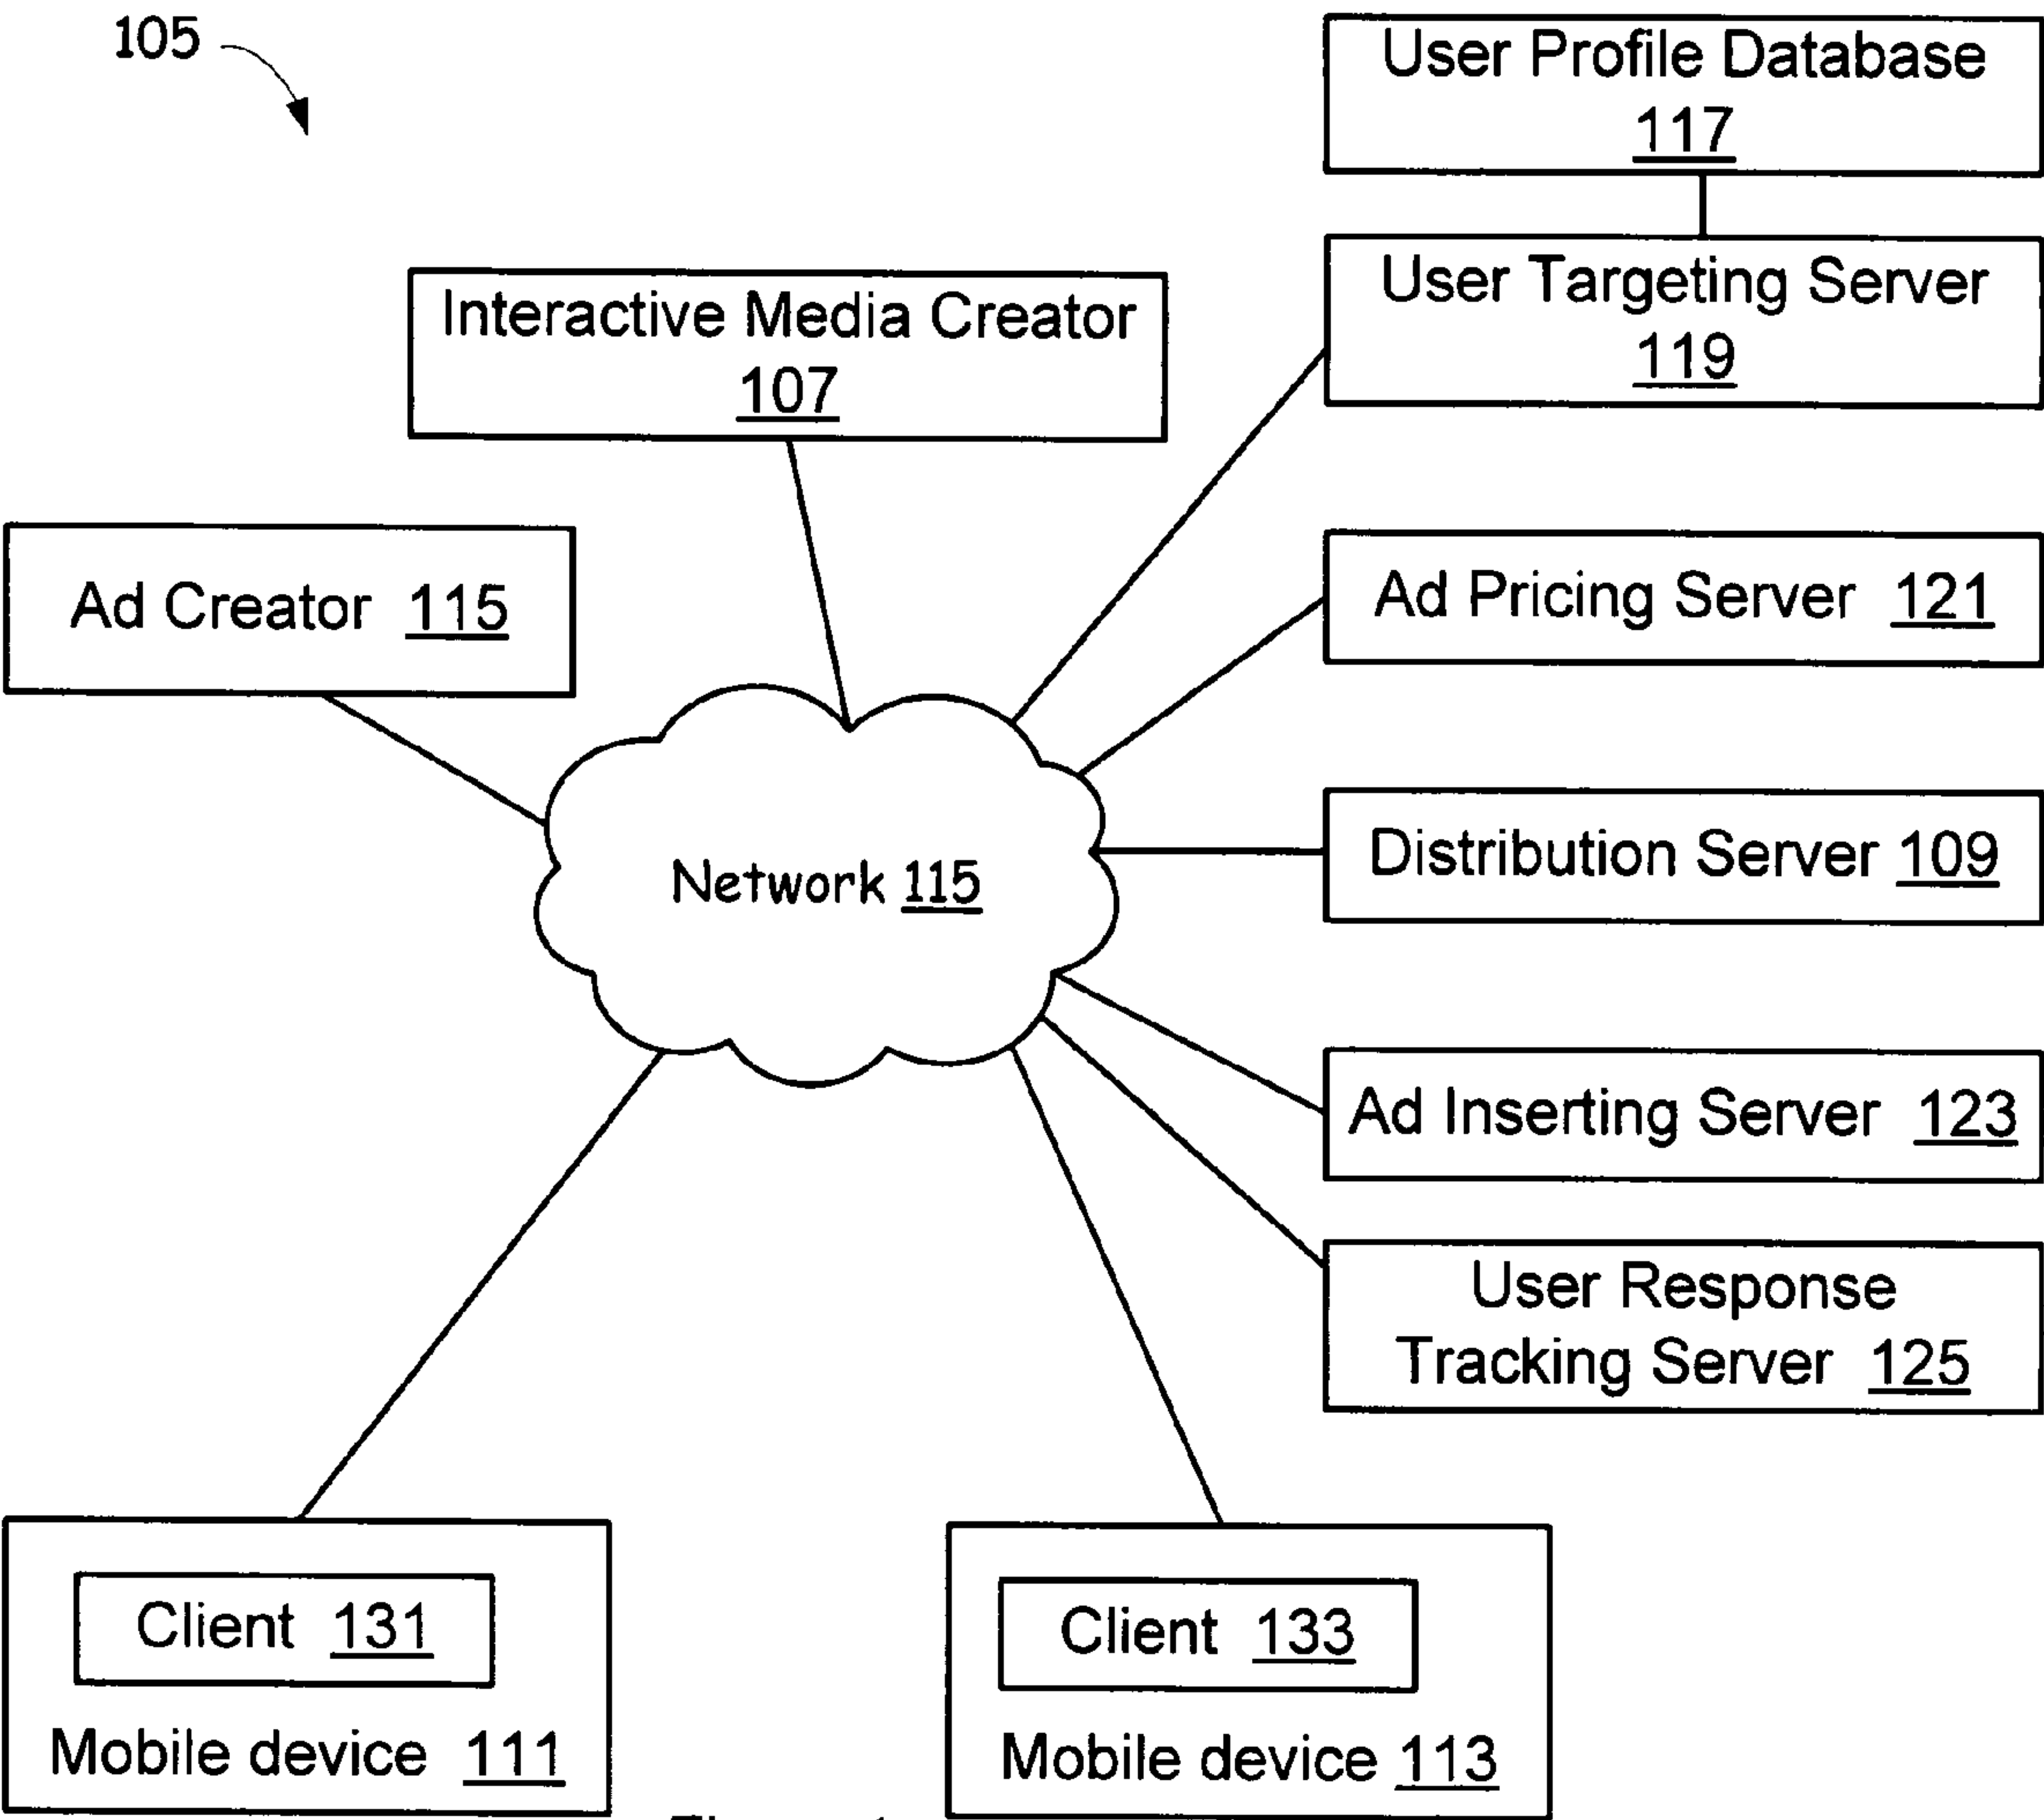 105
User Profile Database
117
User Targeting Server
119
Interactive Media Creator
107
Ad Creator 115
Ad Pricing Server 121
Network 115
Distribution Server 109
Ad Inserting Server 123
User Response
Tracking Server 125
Client 131
Mobile device 111
Client 133
Mobile device 113